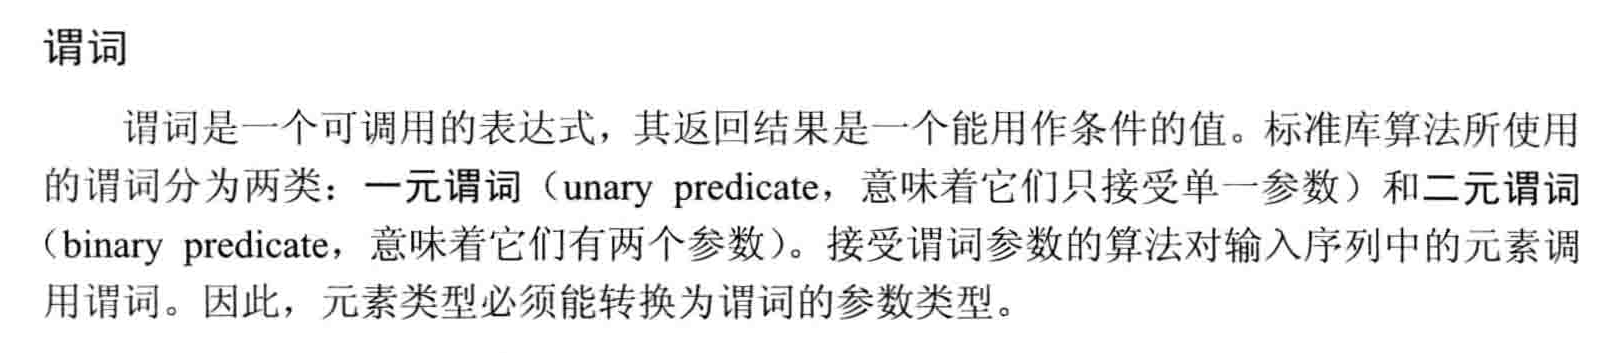 谓词
谓词是一个可调用的表达式，其返回结果是一个能用作条件的值。标准库算法所使用
的谓词分为两类：一元谓词（unary predicate，意味着它们只接受单一参数）和二元谓词
（binary predicate，意味着它们有两个参数）。接受谓词参数的算法对输入序列中的元素调
用谓词。因此，元素类型必须能转换为谓词的参数类型。